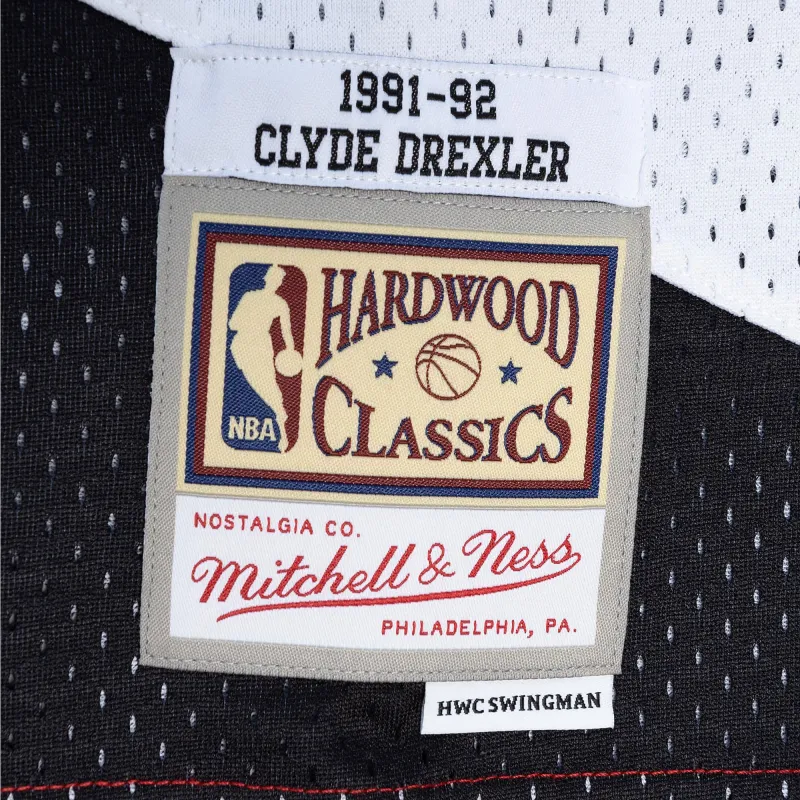 1991-92
CLYDE DREXLER
HARDWOOD
CLASSICS
NBA
NOSTALGIA CO.
Mitchell & Ness
PHILADELPHIA, PA.
HWC SWINGMAN